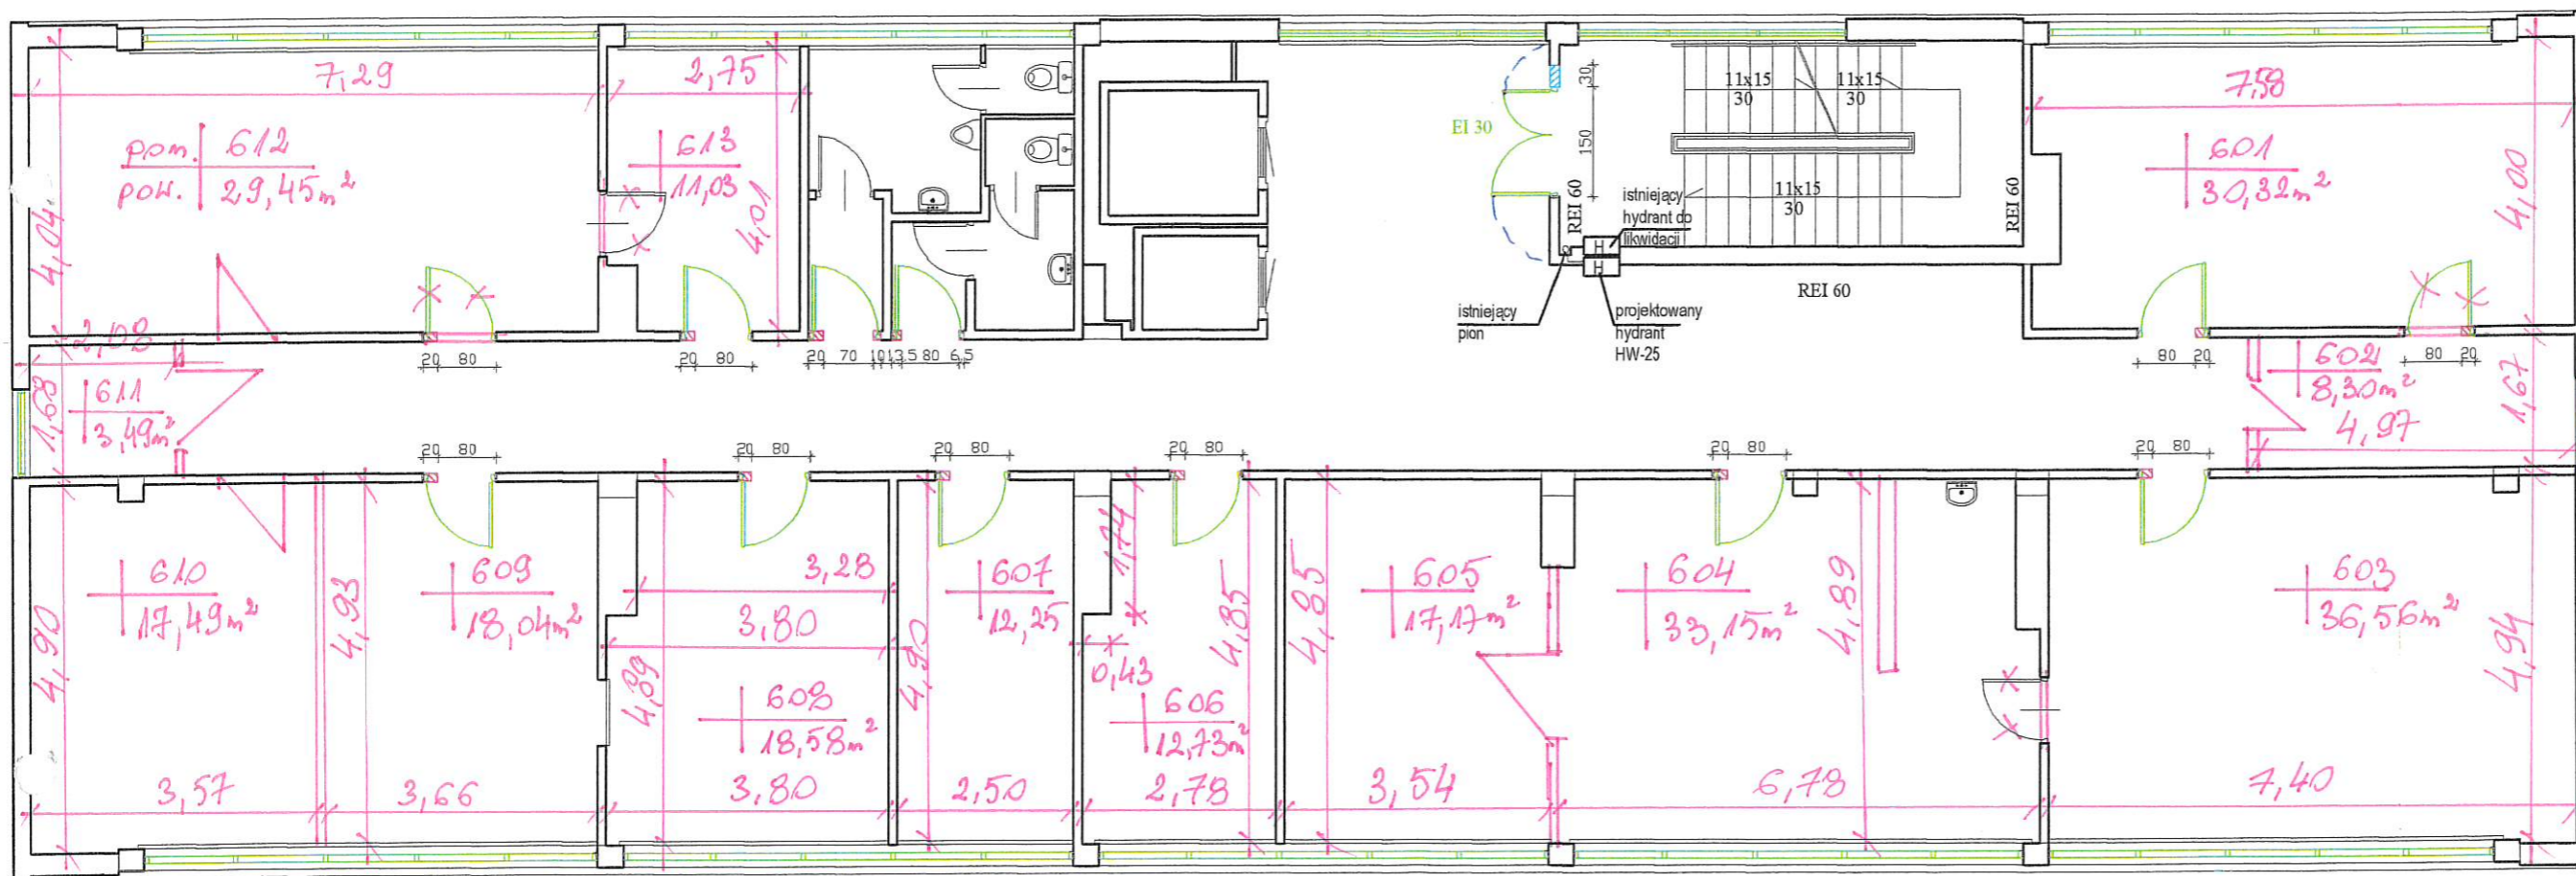 7,29
2,75
7,58
pom. 612
pow. 29,45m²
613
11,03
4,04
4,01
EI 30
30
150
11x15
30
11x15
30
11x15
30
REI 60
REI 60
REI 60
istniejący
hydrant do
likwidacji
H
H
istniejący
pion
projektowany
hydrant
HW-25
601
30,32m²
4,00
2,08
20 80
20 80
20 70 10 13,5 80 6,5
80 20
80 20
611
3,49m²
1,68
602
8,30m²
1,67
4,97
20 80
20 80
20 80
20 80
20 80
20 80
610
17,49m²
4,90
609
18,04m²
4,93
3,28
3,80
4,89
608
18,58m²
607
12,25
4,90
1,74
0,43
606
12,73m²
4,85
4,85
605
17,17m²
604
33,15m²
4,89
603
36,56m²
4,94
3,57
3,66
3,80
2,50
2,78
3,54
6,78
7,40